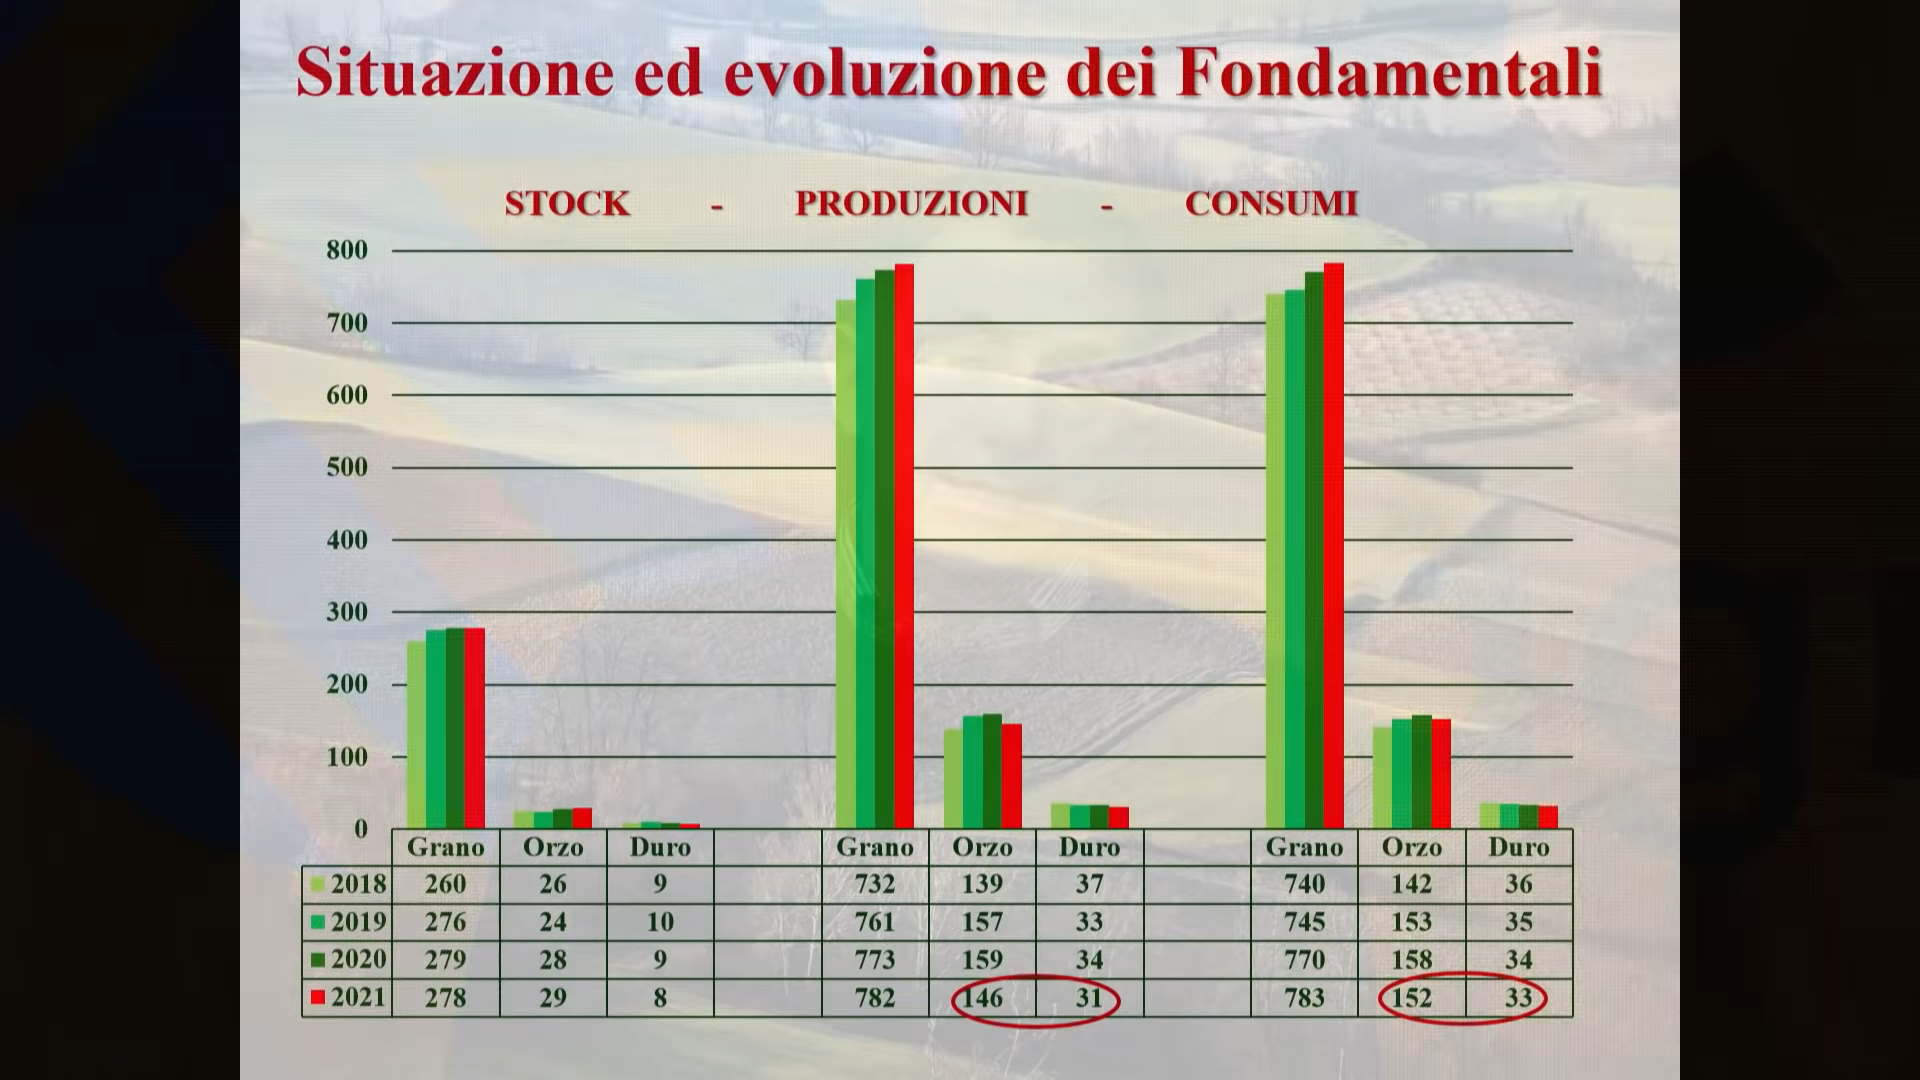 Situazione ed evoluzione dei Fondamentali
STOCK - PRODUZIONI - CONSUMI
800
700
600
500
400
300
200
100
0
Grano Orzo Duro Grano Orzo Duro Grano Orzo Duro
2018 260 26 9 732 139 37 740 142 36
2019 276 24 10 761 157 33 745 153 35
2020 279 28 9 773 159 34 770 158 34
2021 278 29 8 782 146 31 783 152 33